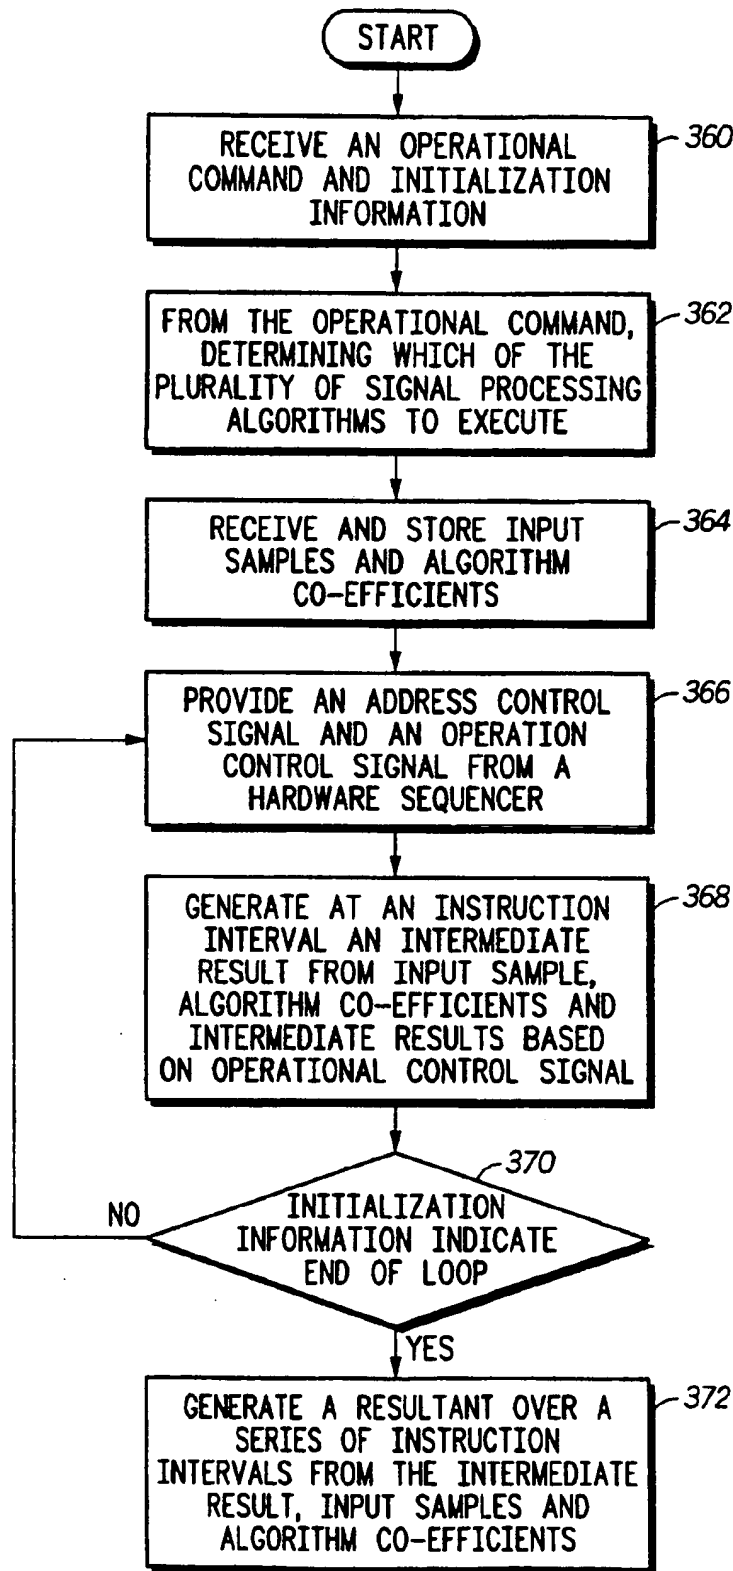 START
RECEIVE AN OPERATIONAL
COMMAND AND INITIALIZATION
INFORMATION
360
FROM THE OPERATIONAL COMMAND,
DETERMINING WHICH OF THE
PLURALITY OF SIGNAL PROCESSING
ALGORITHMS TO EXECUTE
362
RECEIVE AND STORE INPUT
SAMPLES AND ALGORITHM
CO-EFFICIENTS
364
PROVIDE AN ADDRESS CONTROL
SIGNAL AND AN OPERATION
CONTROL SIGNAL FROM A
HARDWARE SEQUENCER
366
GENERATE AT AN INSTRUCTION
INTERVAL AN INTERMEDIATE
RESULT FROM INPUT SAMPLE,
ALGORITHM CO-EFFICIENTS AND
INTERMEDIATE RESULTS BASED
ON OPERATIONAL CONTROL SIGNAL
368
370
INITIALIZATION
INFORMATION INDICATE
END OF LOOP
NO
YES
GENERATE A RESULTANT OVER A
SERIES OF INSTRUCTION
INTERVALS FROM THE INTERMEDIATE
RESULT, INPUT SAMPLES AND
ALGORITHM CO-EFFICIENTS
372